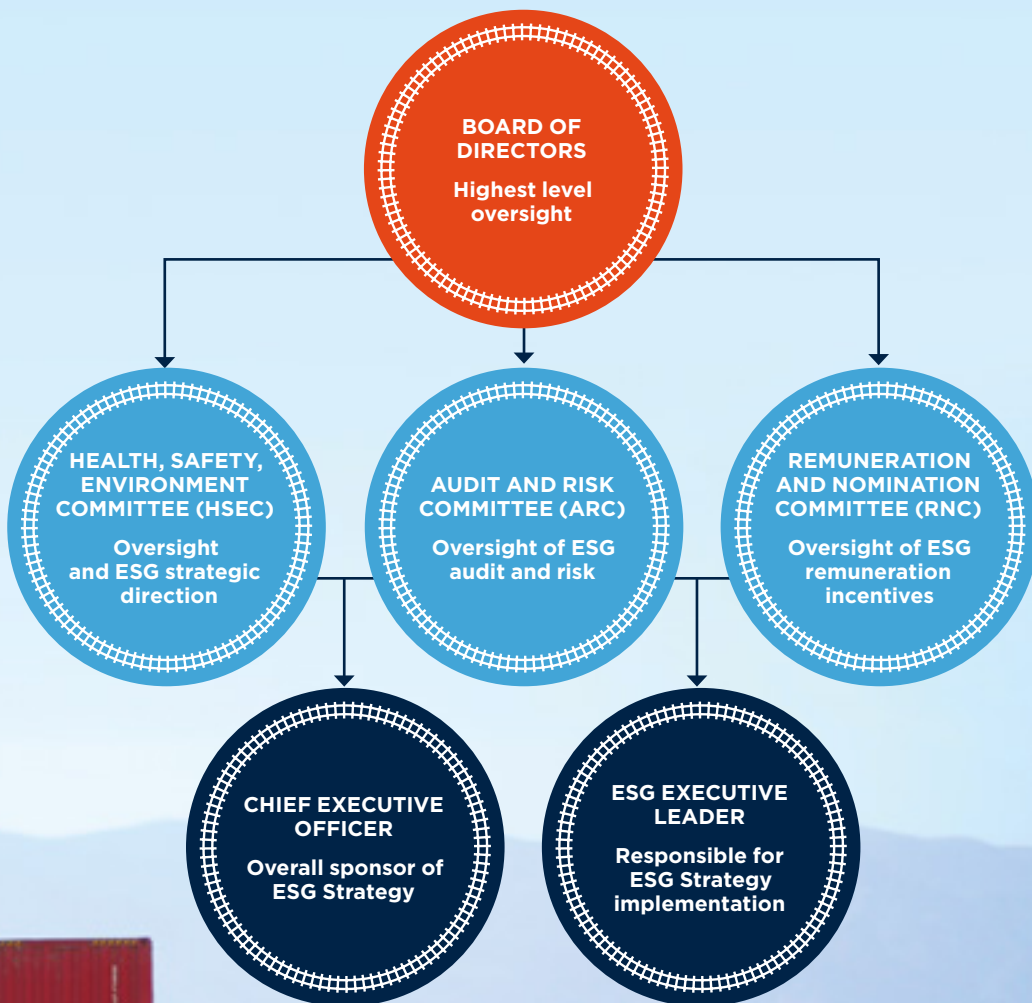 BOARD OF
DIRECTORS
Highest level
oversight
HEALTH, SAFETY,
ENVIRONMENT
COMMITTEE (HSEC)
Oversight
and ESG strategic
direction
AUDIT AND RISK
COMMITTEE (ARC)
Oversight of ESG
audit and risk
REMUNERATION
AND NOMINATION
COMMITTEE (RNC)
Oversight of ESG
remuneration
incentives
CHIEF EXECUTIVE
OFFICER
Overall sponsor of
ESG Strategy
ESG EXECUTIVE
LEADER
Responsible for
ESG Strategy
implementation